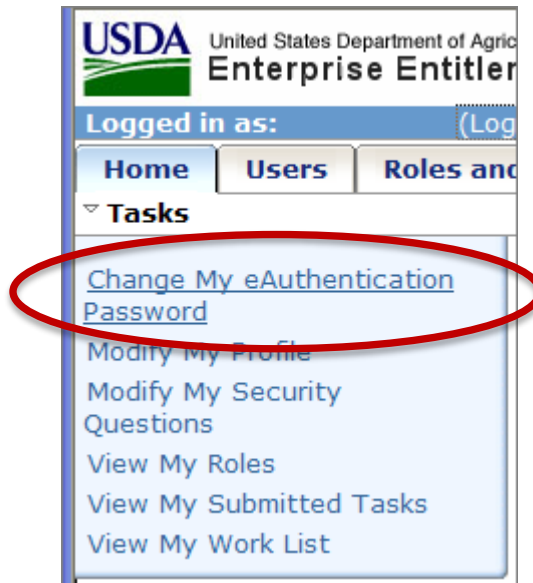 USDA United States Department of Agric
Enterprise Entitler
Logged in as: (Log
Home Users Roles and
Tasks
Change My eAuthentication
Password
Modify My Profile
Modify My Security
Questions
View My Roles
View My Submitted Tasks
View My Work List